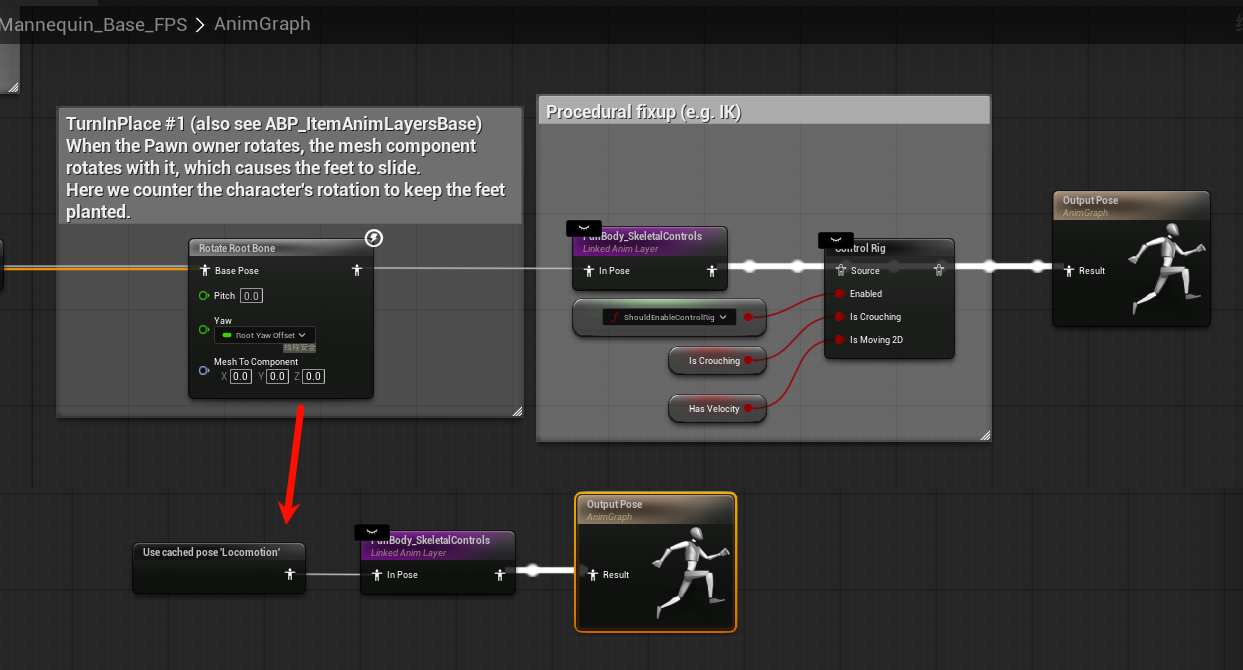 Mannequin_Base_FPS > AnimGraph
TurnInPlace #1 (also see ABP_ItemAnimLayersBase)
When the Pawn owner rotates, the mesh component
rotates with it, which causes the feet to slide.
Here we counter the character's rotation to keep the feet
planted.
Rotate Root Bone
Base Pose
Pitch 0.0
Yaw
Root Yaw Offset
线程安全
Mesh To Component
X 0.0 Y 0.0 Z 0.0
Procedural fixup (e.g. IK)
FullBody_SkeletalControls
Linked Anim Layer
In Pose
ShouldEnableControlRig
Is Crouching
Has Velocity
Control Rig
Source
Enabled
Is Crouching
Is Moving 2D
Output Pose
AnimGraph
Result
Use cached pose 'Locomotion'
FullBody_SkeletalControls
Linked Anim Layer
In Pose
Output Pose
AnimGraph
Result